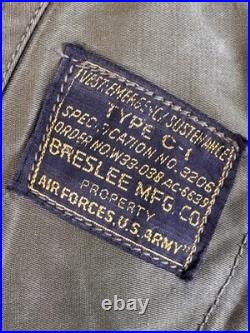 VEST EMERGENCY SUSTENANCE
TYPE C-1
SPECIFICATION NO. 3206
ORDER NO. W33-038 AC-6639
BRESLEE MFG. CO.
PROPERTY
AIR FORCES, U.S. ARMY